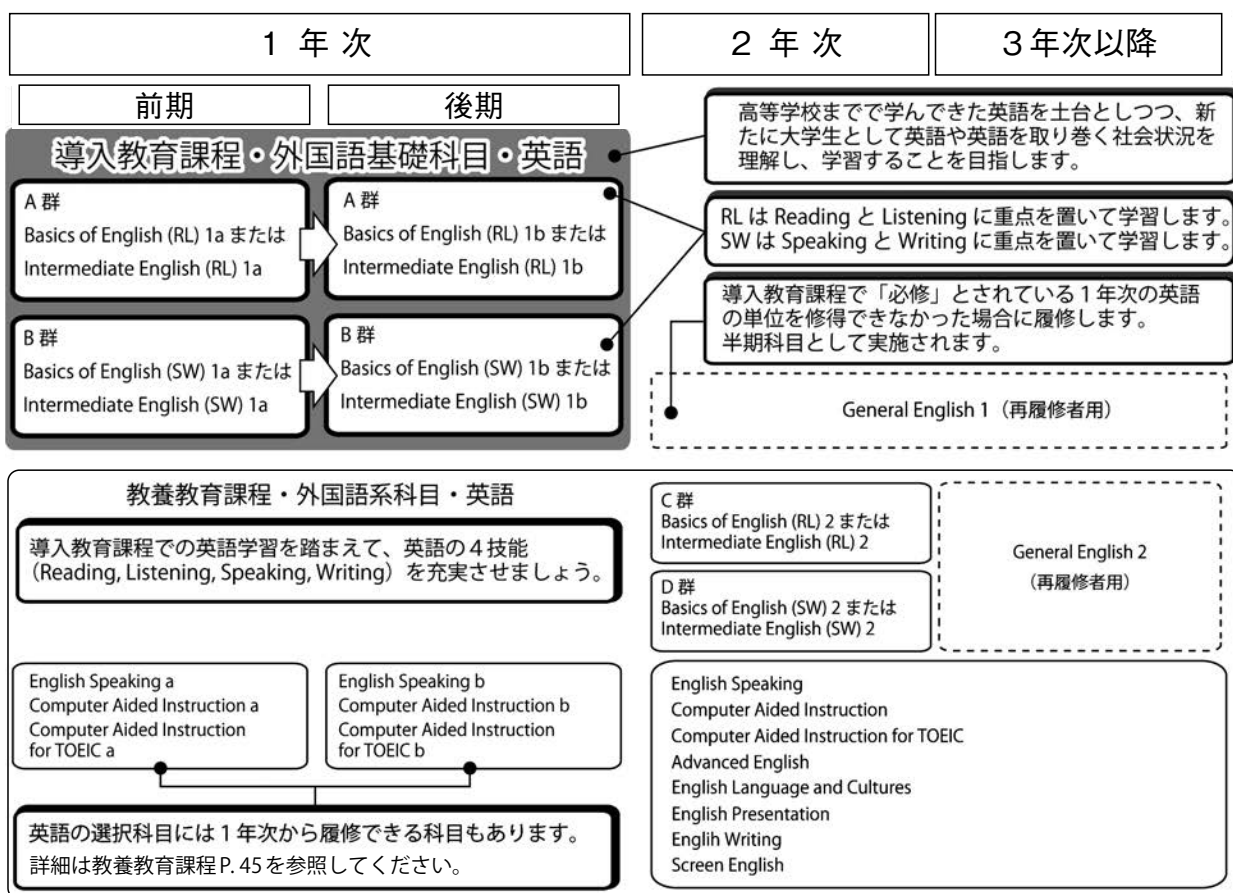 1 年 次
２ 年 次
３年次以降
前期
後期
導入教育課程・外国語基礎科目・英語
A 群
Basics of English (RL) 1a または
Intermediate English (RL) 1a
A 群
Basics of English (RL) 1b または
Intermediate English (RL) 1b
B 群
Basics of English (SW) 1a または
Intermediate English (SW) 1a
B 群
Basics of English (SW) 1b または
Intermediate English (SW) 1b
高等学校までで学んできた英語を土台としつつ、新
たに大学生として英語や英語を取り巻く社会状況を
理解し、学習することを目指します。
RL は Reading と Listening に重点を置いて学習します。
SW は Speaking と Writing に重点を置いて学習します。
導入教育課程で「必修」とされている１年次の英語
の単位を修得できなかった場合に履修します。
半期科目として実施されます。
General English 1（再履修者用）
教養教育課程・外国語系科目・英語
導入教育課程での英語学習を踏まえて、英語の４技能
（Reading, Listening, Speaking, Writing）を充実させましょう。
C 群
Basics of English (RL) 2 または
Intermediate English (RL) 2
D 群
Basics of English (SW) 2 または
Intermediate English (SW) 2
General English 2
（再履修者用）
English Speaking a
Computer Aided Instruction a
Computer Aided Instruction
for TOEIC a
English Speaking b
Computer Aided Instruction b
Computer Aided Instruction
for TOEIC b
英語の選択科目には１年次から履修できる科目もあります。
詳細は教養教育課程 P. 45 を参照してください。
English Speaking
Computer Aided Instruction
Computer Aided Instruction for TOEIC
Advanced English
English Language and Cultures
English Presentation
Englih Writing
Screen English